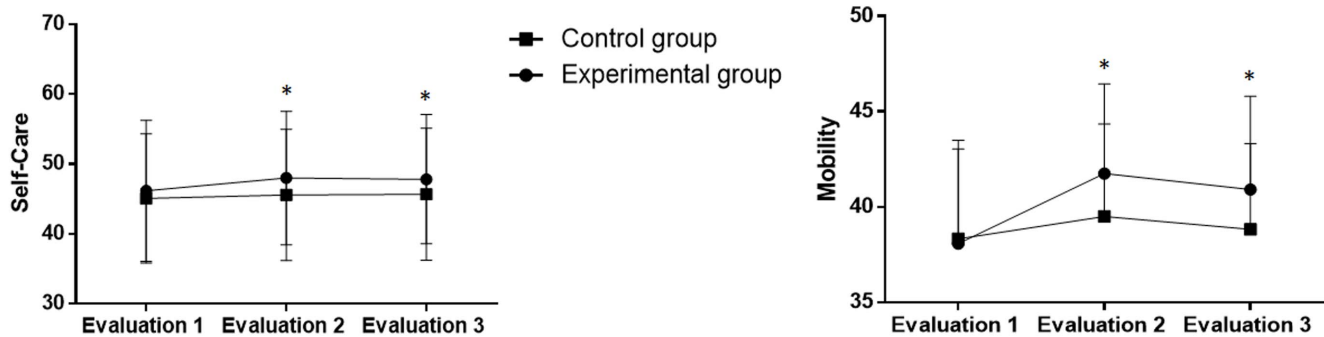 70
60
50
40
30
Self-Care
* *
Evaluation 1 Evaluation 2 Evaluation 3
Control group
Experimental group
50
45
40
35
Mobility
* *
Evaluation 1 Evaluation 2 Evaluation 3